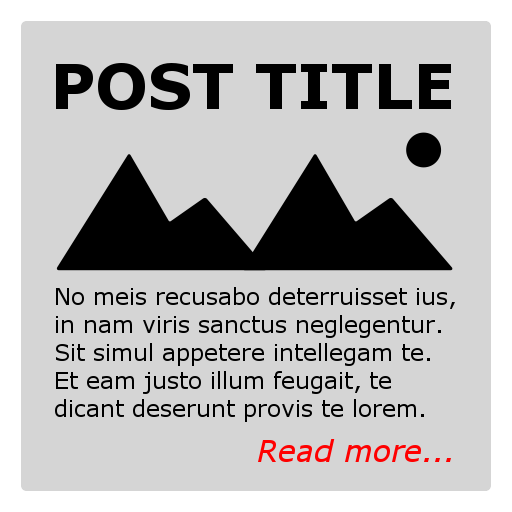 POST TITLE
No meis recusabo deterruisset ius,
in nam viris sanctus neglegentur.
Sit simul appetere intellegam te.
Et eam justo illum feugait, te
dicant deserunt provis te lorem.
Read more...